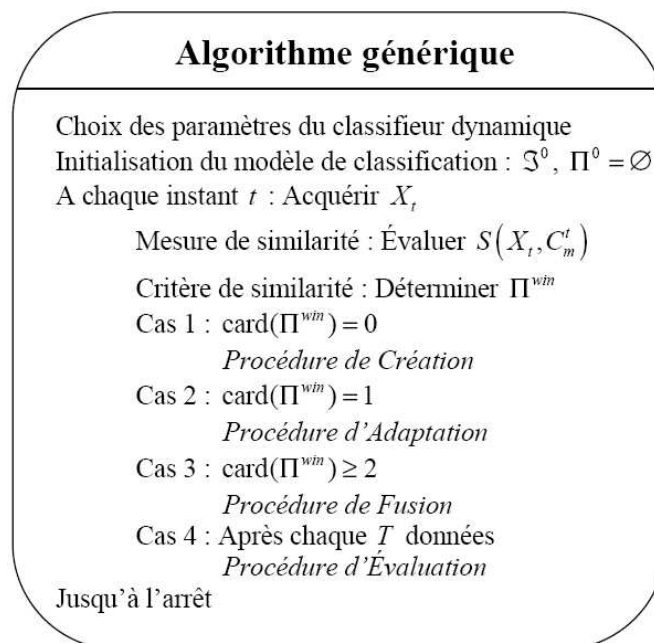 Algorithme générique
Choix des paramètres du classifieur dynamique
Initialisation du modèle de classification : ℑ⁰, Π⁰ = ∅
A chaque instant t : Acquérir Xₜ
Mesure de similarité : Évaluer S(Xₜ, Cₘᵗ)
Critère de similarité : Déterminer Πʷⁱⁿ
Cas 1 : card(Πʷⁱⁿ) = 0
Procédure de Création
Cas 2 : card(Πʷⁱⁿ) = 1
Procédure d’Adaptation
Cas 3 : card(Πʷⁱⁿ) ≥ 2
Procédure de Fusion
Cas 4 : Après chaque T données
Procédure d’Évaluation
Jusqu’à l’arrêt